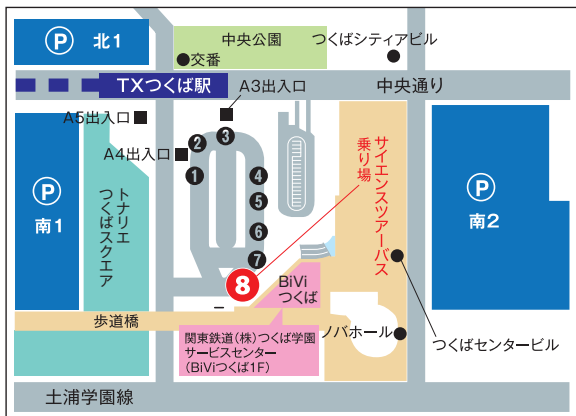 P 北1
中央公園
つくばシティアビル
交番
TXつくば駅
A3出入口
中央通り
A5出入口
A4出入口
サイエンスツアーバス
乗り場
1
2
3
4
5
6
7
8
P
南1
トナリエ
つくばスクエア
P
南2
BiVi
つくば
歩道橋
関東鉄道(株)つくば学園
サービスセンター
(BiViつくば1F)
ノバホール
つくばセンタービル
土浦学園線